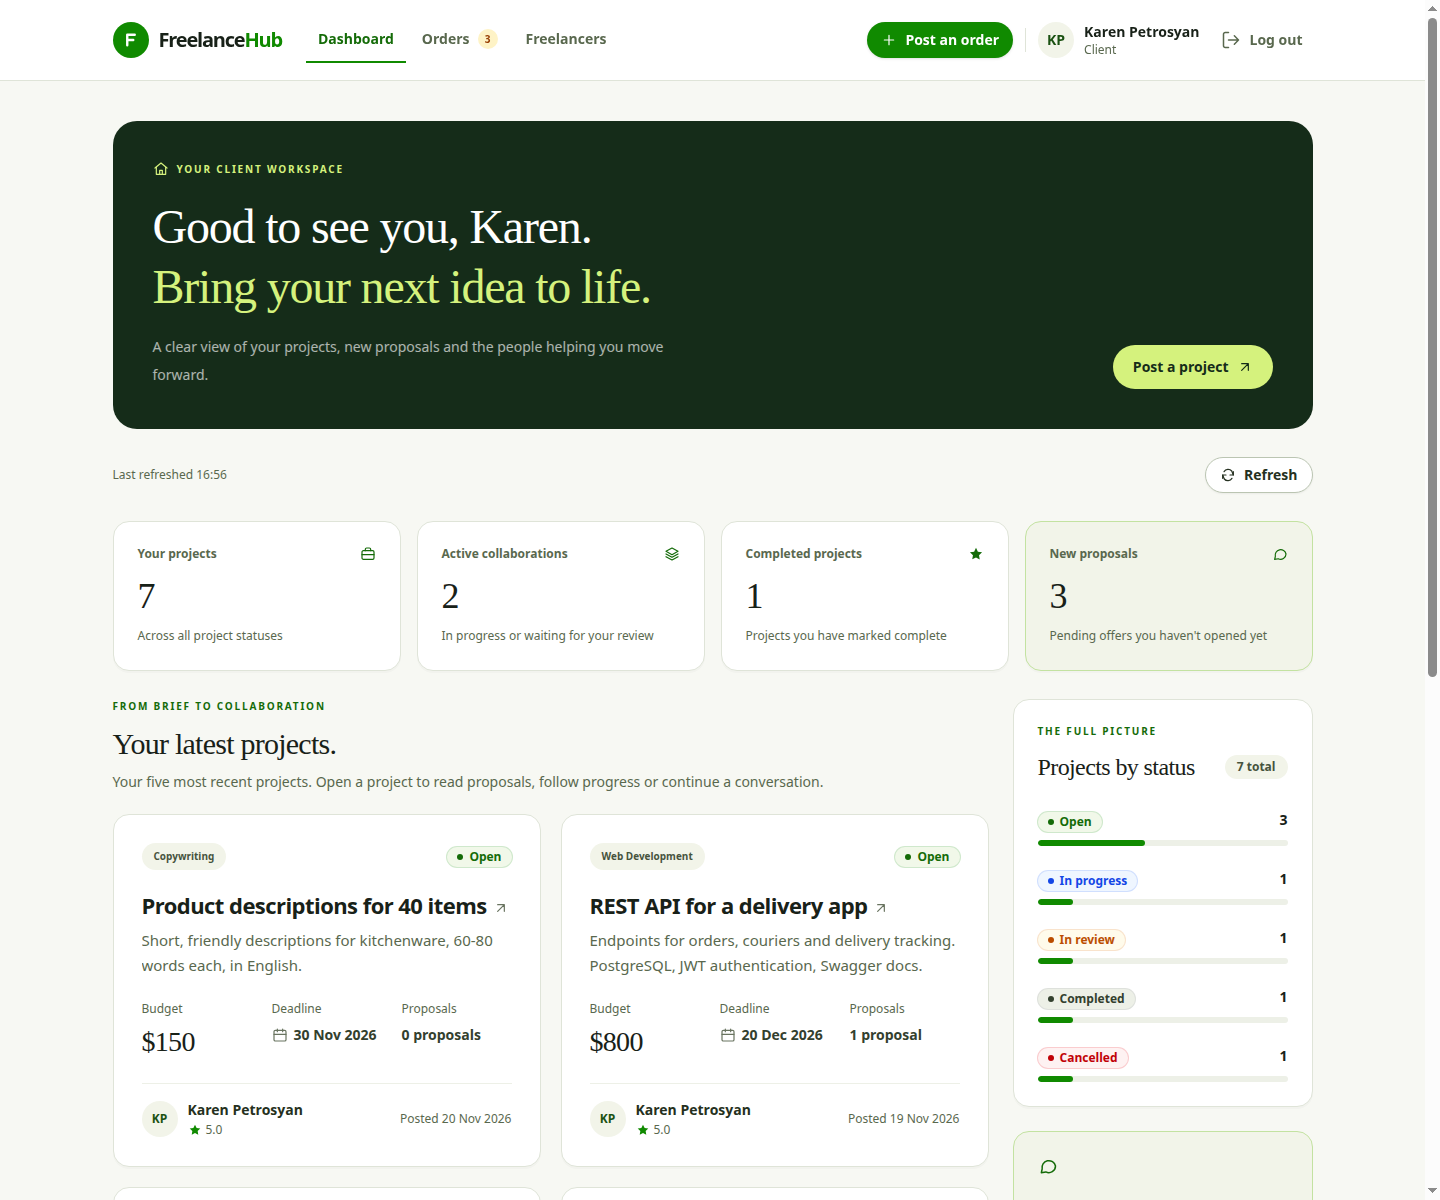 F FreelanceHub
Dashboard
Orders 3
Freelancers
+ Post an order
KP
Karen Petrosyan
Client
Log out
YOUR CLIENT WORKSPACE
Good to see you, Karen.
Bring your next idea to life.
A clear view of your projects, new proposals and the people helping you move
forward.
Post a project
Last refreshed 16:56
Refresh
Your projects
7
Across all project statuses
Active collaborations
2
In progress or waiting for your review
Completed projects
1
Projects you have marked complete
New proposals
3
Pending offers you haven't opened yet
FROM BRIEF TO COLLABORATION
Your latest projects.
Your five most recent projects. Open a project to read proposals, follow progress or continue a conversation.
Copywriting
Open
Product descriptions for 40 items
Short, friendly descriptions for kitchenware, 60-80
words each, in English.
Budget
$150
Deadline
30 Nov 2026
Proposals
0 proposals
KP
Karen Petrosyan
5.0
Posted 20 Nov 2026
Web Development
Open
REST API for a delivery app
Endpoints for orders, couriers and delivery tracking.
PostgreSQL, JWT authentication, Swagger docs.
Budget
$800
Deadline
20 Dec 2026
Proposals
1 proposal
KP
Karen Petrosyan
5.0
Posted 19 Nov 2026
THE FULL PICTURE
Projects by status
7 total
Open 3
In progress 1
In review 1
Completed 1
Cancelled 1